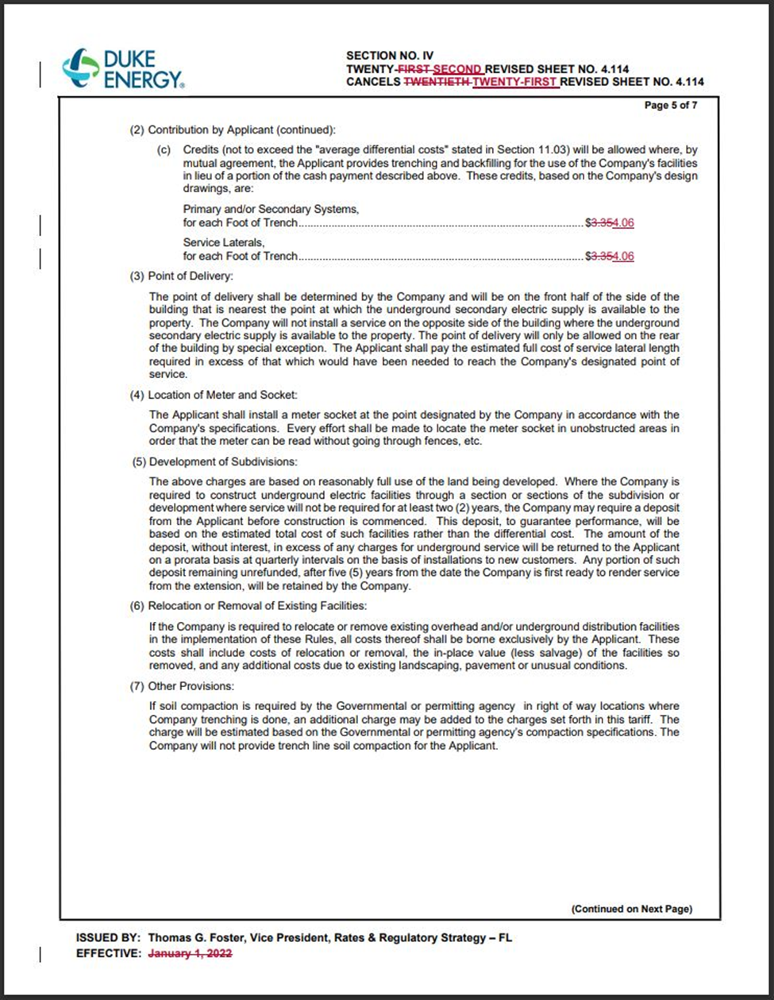 DUKE
ENERGY®
SECTION NO. IV
TWENTY-FIRST SECOND REVISED SHEET NO. 4.114
CANCELS TWENTIETH TWENTY-FIRST REVISED SHEET NO. 4.114
Page 5 of 7
(2) Contribution by Applicant (continued):
(c) Credits (not to exceed the "average differential costs" stated in Section 11.03) will be allowed where, by
mutual agreement, the Applicant provides trenching and backfilling for the use of the Company's facilities
in lieu of a portion of the cash payment described above. These credits, based on the Company's design
drawings, are:
Primary and/or Secondary Systems,
for each Foot of Trench.......................................................................................... $3.354.06
Service Laterals,
for each Foot of Trench.......................................................................................... $3.354.06
(3) Point of Delivery:
The point of delivery shall be determined by the Company and will be on the front half of the side of the
building that is nearest the point at which the underground secondary electric supply is available to the
property. The Company will not install a service on the opposite side of the building where the underground
secondary electric supply is available to the property. The point of delivery will only be allowed on the rear
of the building by special exception. The Applicant shall pay the estimated full cost of service lateral length
required in excess of that which would have been needed to reach the Company's designated point of
service.
(4) Location of Meter and Socket:
The Applicant shall install a meter socket at the point designated by the Company in accordance with the
Company's specifications. Every effort shall be made to locate the meter socket in unobstructed areas in
order that the meter can be read without going through fences, etc.
(5) Development of Subdivisions:
The above charges are based on reasonably full use of the land being developed. Where the Company is
required to construct underground electric facilities through a section or sections of the subdivision or
development where service will not be required for at least two (2) years, the Company may require a deposit
from the Applicant before construction is commenced. This deposit, to guarantee performance, will be
based on the estimated total cost of such facilities rather than the differential cost. The amount of the
deposit, without interest, in excess of any charges for underground service will be returned to the Applicant
on a prorata basis at quarterly intervals on the basis of installations to new customers. Any portion of such
deposit remaining unrefunded, after five (5) years from the date the Company is first ready to render service
from the extension, will be retained by the Company.
(6) Relocation or Removal of Existing Facilities:
If the Company is required to relocate or remove existing overhead and/or underground distribution facilities
in the implementation of these Rules, all costs thereof shall be borne exclusively by the Applicant. These
costs shall include costs of relocation or removal, the in-place value (less salvage) of the facilities so
removed, and any additional costs due to existing landscaping, pavement or unusual conditions.
(7) Other Provisions:
If soil compaction is required by the Governmental or permitting agency in right of way locations where
Company trenching is done, an additional charge may be added to the charges set forth in this tariff. The
charge will be estimated based on the Governmental or permitting agency's compaction specifications. The
Company will not provide trench line soil compaction for the Applicant.
(Continued on Next Page)
ISSUED BY: Thomas G. Foster, Vice President, Rates & Regulatory Strategy – FL
EFFECTIVE: January 1, 2022